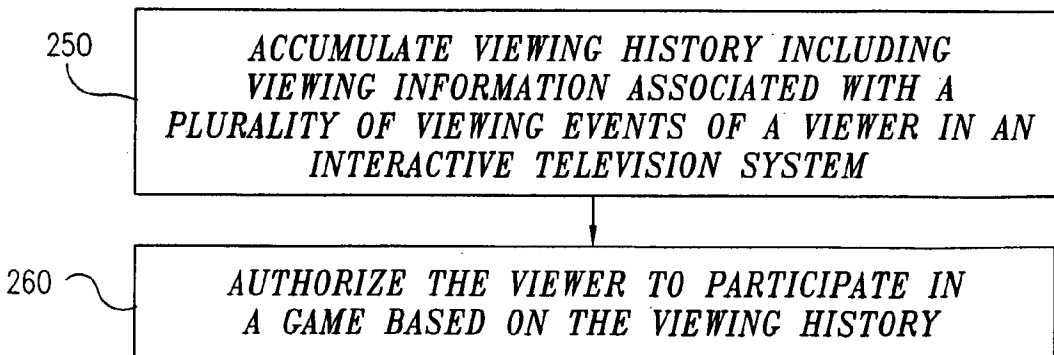 250
ACCUMULATE VIEWING HISTORY INCLUDING
VIEWING INFORMATION ASSOCIATED WITH A
PLURALITY OF VIEWING EVENTS OF A VIEWER IN AN
INTERACTIVE TELEVISION SYSTEM
260
AUTHORIZE THE VIEWER TO PARTICIPATE IN
A GAME BASED ON THE VIEWING HISTORY